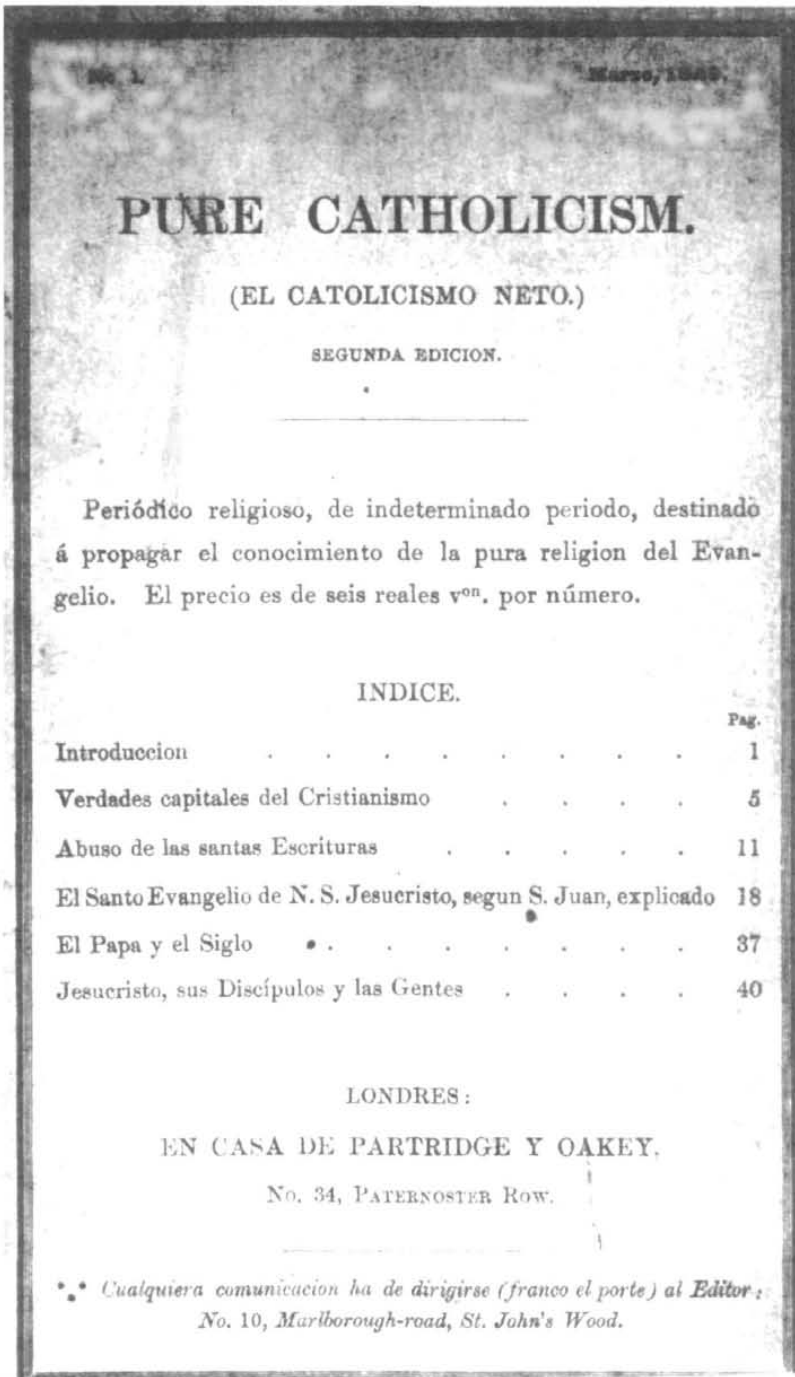 No. 1. Marzo,
PURE CATHOLICISM.
(EL CATOLICISMO NETO.)
SEGUNDA EDICION.
Periódico religioso, de indeterminado periodo, destinado
á propagar el conocimiento de la pura religion del Evan-
gelio. El precio es de seis reales vᵒⁿ. por número.
INDICE.
Pag.
Introduccion . . . . . . . . 1
Verdades capitales del Cristianismo . . . . 5
Abuso de las santas Escrituras . . . . . 11
El Santo Evangelio de N. S. Jesucristo, segun S. Juan, explicado 18
El Papa y el Siglo . . . . . . . 37
Jesucristo, sus Discípulos y las Gentes . . . . 40
LONDRES:
EN CASA DE PARTRIDGE Y OAKEY.
No. 34, PATERNOSTER ROW.
*⁎* Cualquiera comunicacion ha de dirigirse (franco el porte) al Editor:
No. 10, Marlborough-road, St. John's Wood.